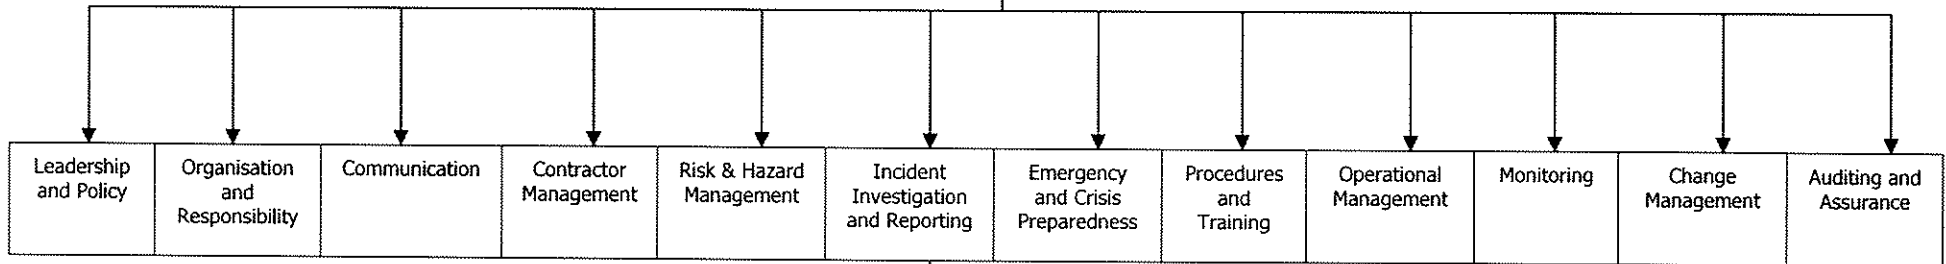 Leadership
and Policy
Organisation
and
Responsibility
Communication
Contractor
Management
Risk & Hazard
Management
Incident
Investigation
and Reporting
Emergency
and Crisis
Preparedness
Procedures
and
Training
Operational
Management
Monitoring
Change
Management
Auditing and
Assurance